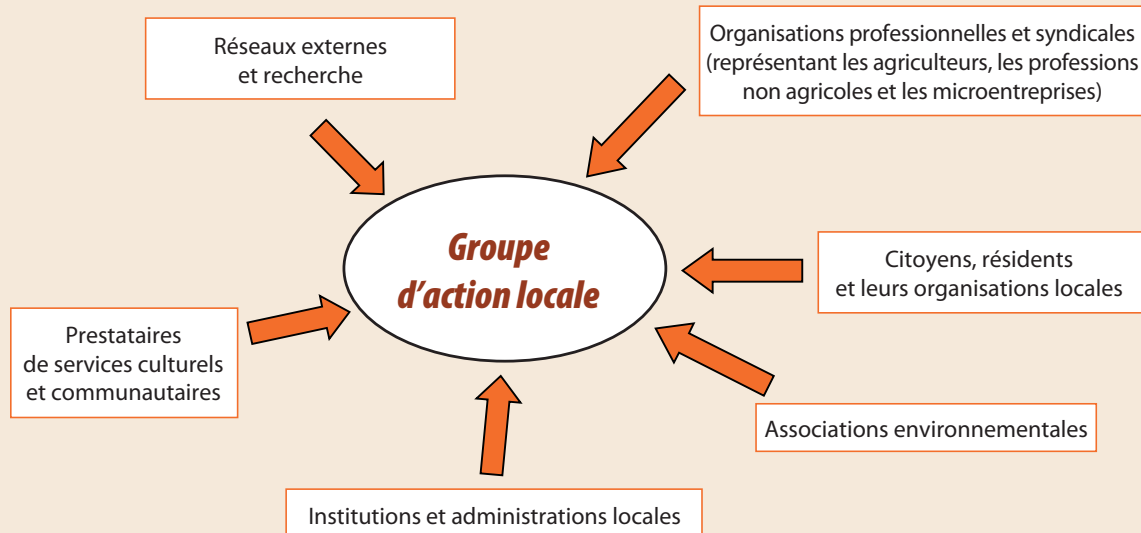 Réseaux externes
et recherche
Organisations professionnelles et syndicales
(représentant les agriculteurs, les professions
non agricoles et les microentreprises)
Groupe
d’action locale
Citoyens, résidents
et leurs organisations locales
Prestataires
de services culturels
et communautaires
Associations environnementales
Institutions et administrations locales